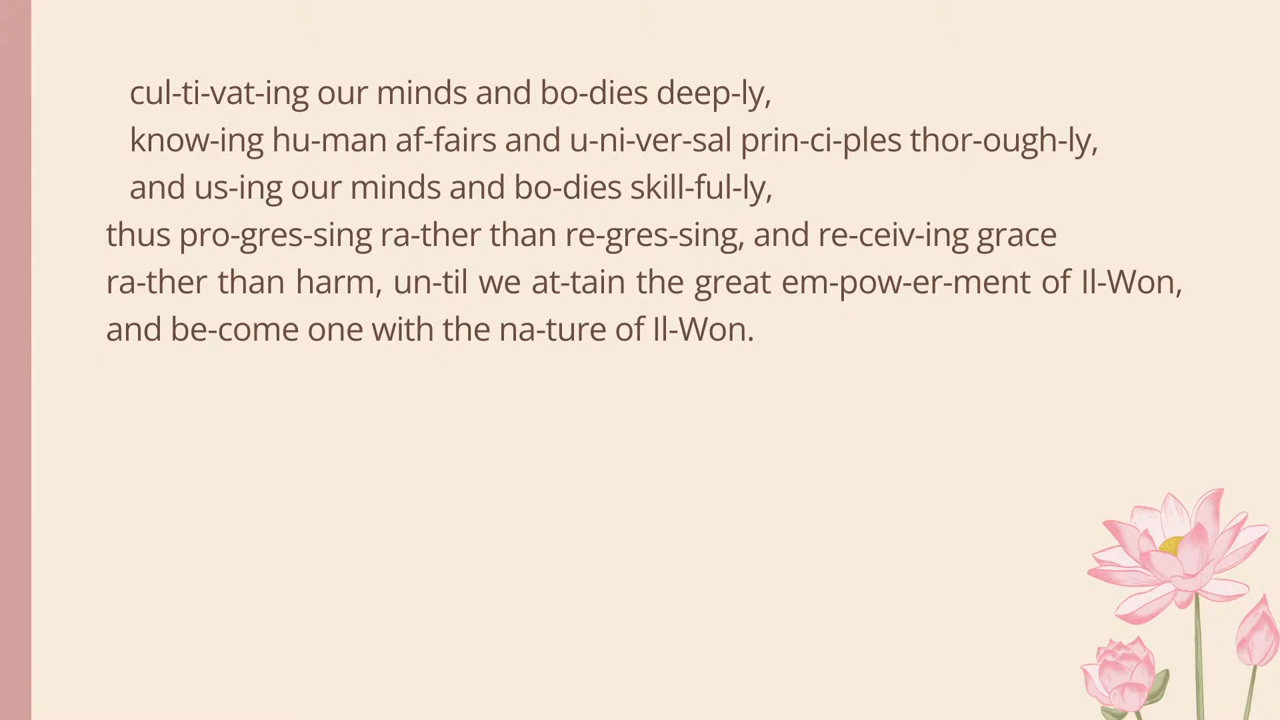 cul-ti-vat-ing our minds and bo-dies deep-ly,
know-ing hu-man af-fairs and u-ni-ver-sal prin-ci-ples thor-ough-ly,
and us-ing our minds and bo-dies skill-ful-ly,
thus pro-gres-sing ra-ther than re-gres-sing, and re-ceiv-ing grace
ra-ther than harm, un-til we at-tain the great em-pow-er-ment of Il-Won,
and be-come one with the na-ture of Il-Won.